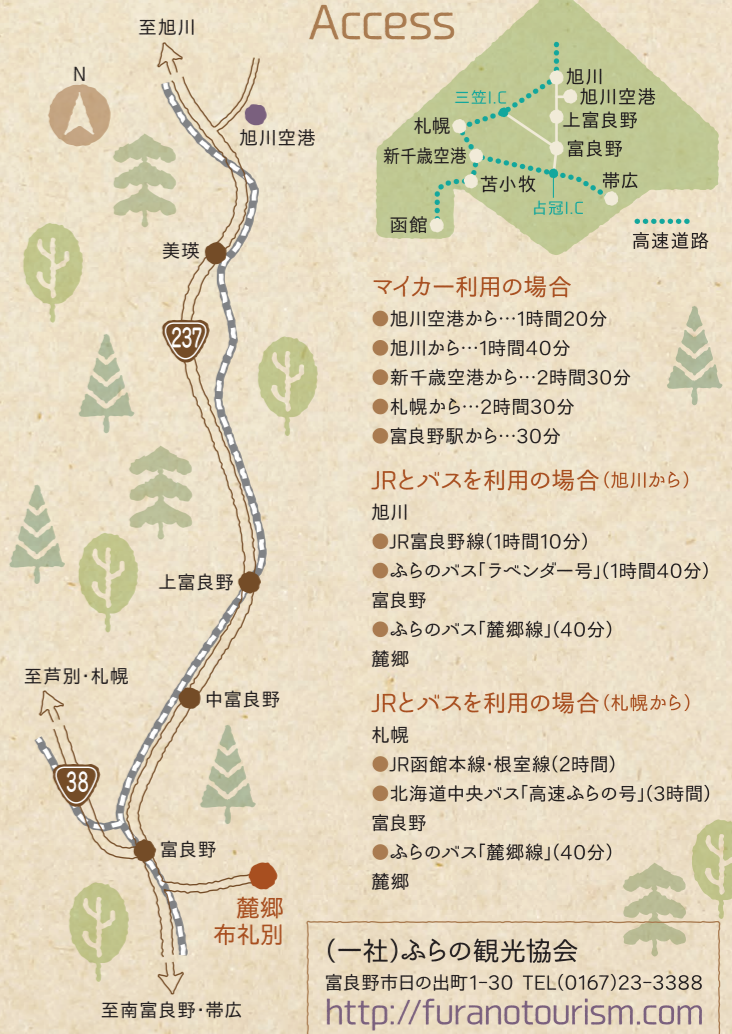 Access
至旭川
N
旭川空港
美瑛
237
上富良野
至芦別・札幌
中富良野
38
富良野
麓郷
布礼別
至南富良野・帯広
旭川
三笠I.C
旭川空港
札幌
上富良野
新千歳空港
富良野
苫小牧
帯広
占冠I.C
函館
高速道路
マイカー利用の場合
●旭川空港から…1時間20分
●旭川から…1時間40分
●新千歳空港から…2時間30分
●札幌から…2時間30分
●富良野駅から…30分
JRとバスを利用の場合(旭川から)
旭川
●JR富良野線(1時間10分)
●ふらのバス「ラベンダー号」(1時間40分)
富良野
●ふらのバス「麓郷線」(40分)
麓郷
JRとバスを利用の場合(札幌から)
札幌
●JR函館本線・根室線(2時間)
●北海道中央バス「高速ふらの号」(3時間)
富良野
●ふらのバス「麓郷線」(40分)
麓郷
(一社)ふらの観光協会
富良野市日の出町1-30 TEL(0167)23-3388
http://furanotourism.com